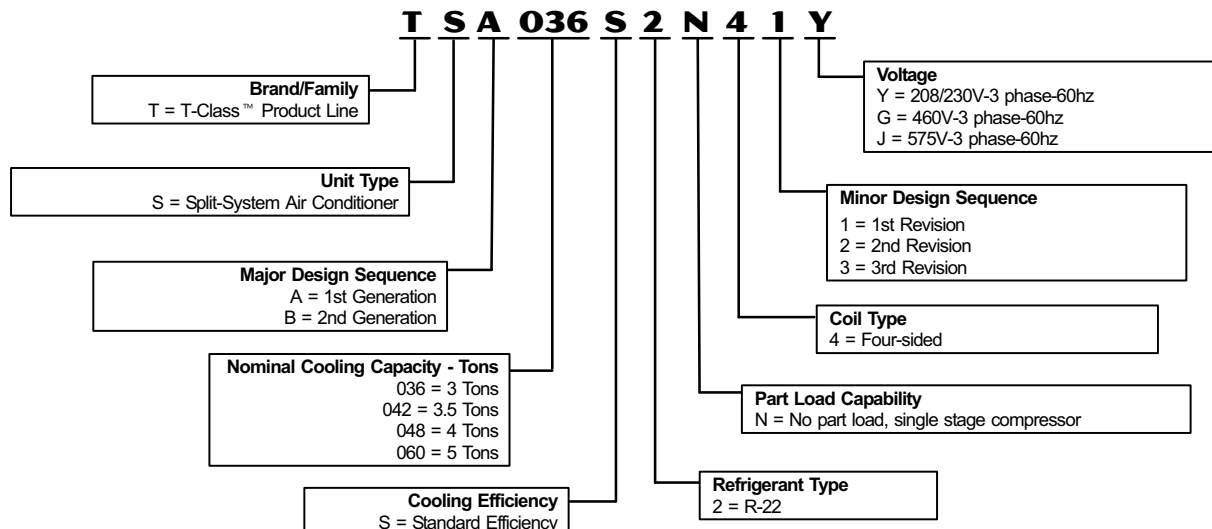 T S A 036 S 2 N 4 1 Y
Brand/Family
T = T-Class™ Product Line
Unit Type
S = Split-System Air Conditioner
Major Design Sequence
A = 1st Generation
B = 2nd Generation
Nominal Cooling Capacity - Tons
036 = 3 Tons
042 = 3.5 Tons
048 = 4 Tons
060 = 5 Tons
Cooling Efficiency
S = Standard Efficiency
Voltage
Y = 208/230V-3 phase-60hz
G = 460V-3 phase-60hz
J = 575V-3 phase-60hz
Minor Design Sequence
1 = 1st Revision
2 = 2nd Revision
3 = 3rd Revision
Coil Type
4 = Four-sided
Part Load Capability
N = No part load, single stage compressor
Refrigerant Type
2 = R-22